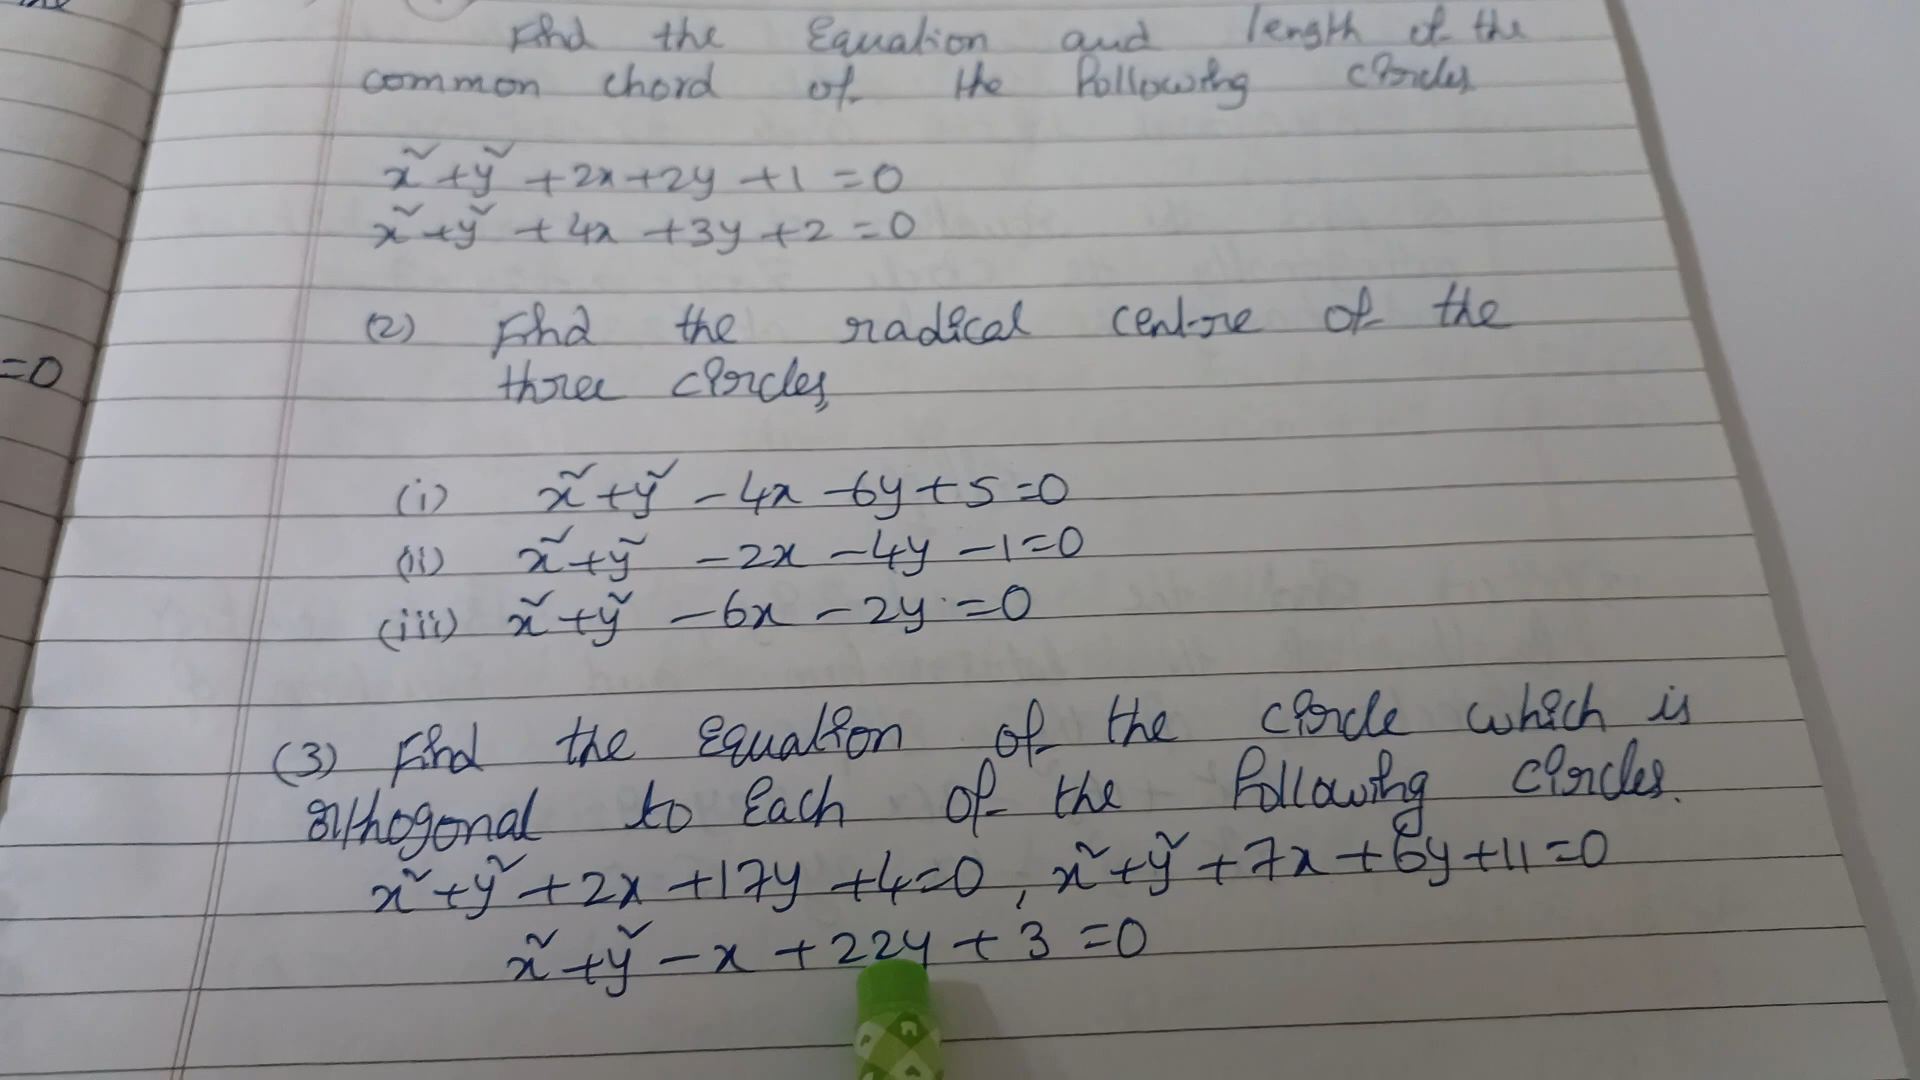 Find the Equation and length of the
common chord of the following circles
x²+y²+2x+2y+1=0
x²+y²+4x+3y+2=0
(2) Find the radical centre of the
three circles,
=0
(i) x²+y²-4x-6y+5=0
(ii) x²+y²-2x-4y-1=0
(iii) x²+y²-6x-2y=0
(3) Find the Equation of the circle which is
orthogonal to Each of the following circles.
x²+y²+2x+17y+4=0, x²+y²+7x+6y+11=0
x²+y²-x+22y+3=0